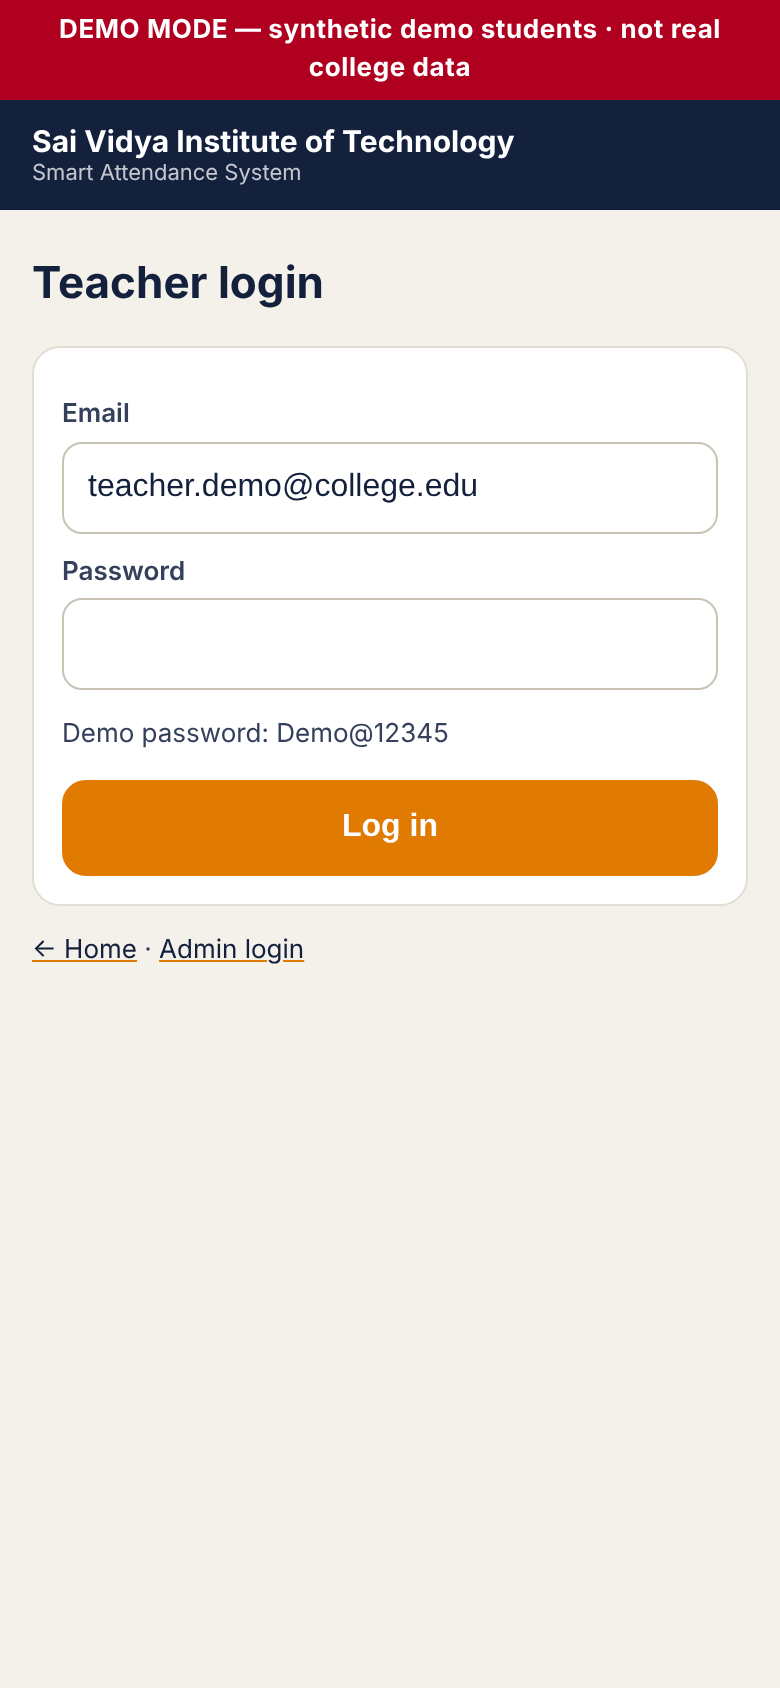 DEMO MODE — synthetic demo students · not real
college data
Sai Vidya Institute of Technology
Smart Attendance System
Teacher login
Email
teacher.demo@college.edu
Password
Demo password: Demo@12345
Log in
← Home · Admin login